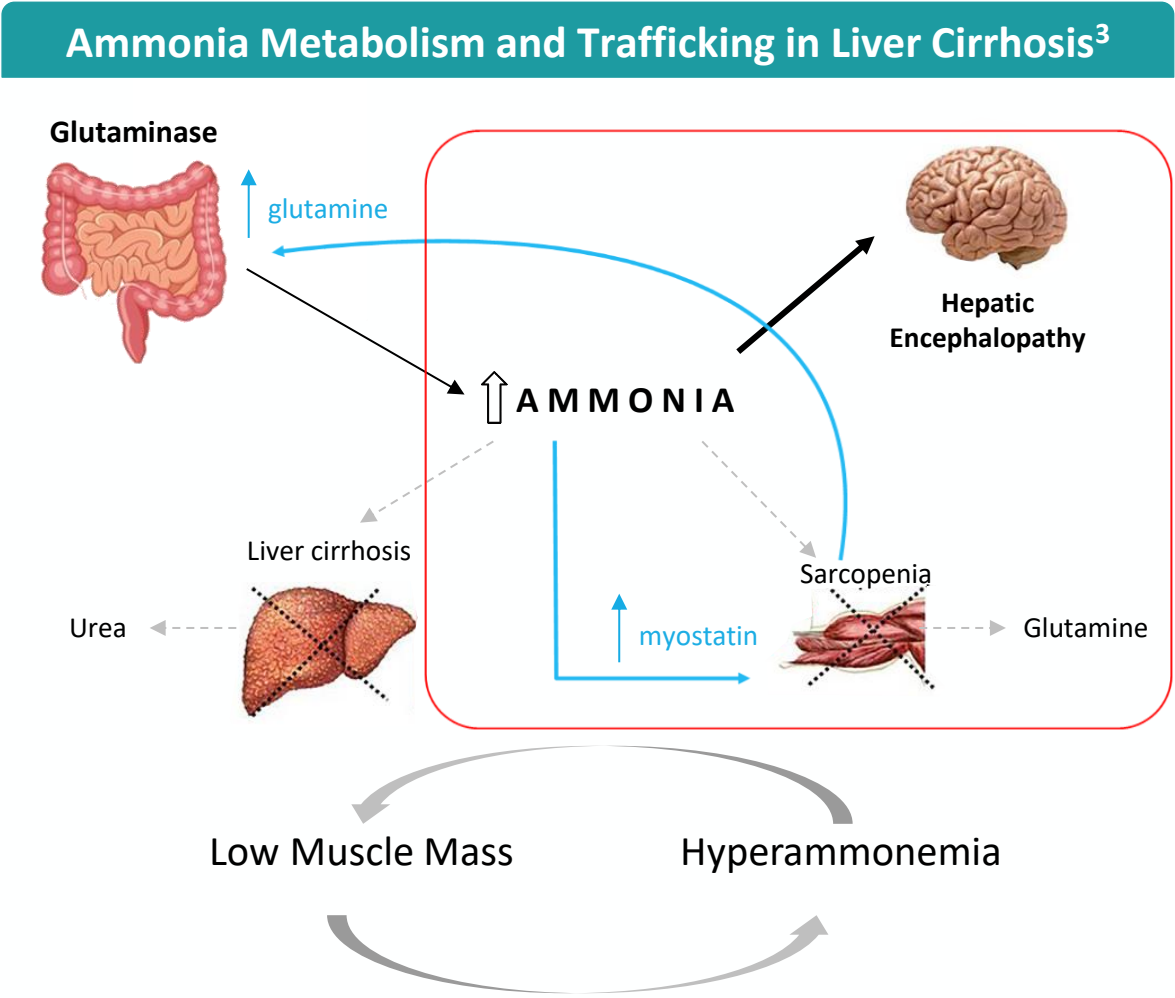 Ammonia Metabolism and Trafficking in Liver Cirrhosis³
Glutaminase
glutamine
Hepatic
Encephalopathy
AMMONIA
Liver cirrhosis
Sarcopenia
Urea
myostatin
Glutamine
Low Muscle Mass
Hyperammonemia